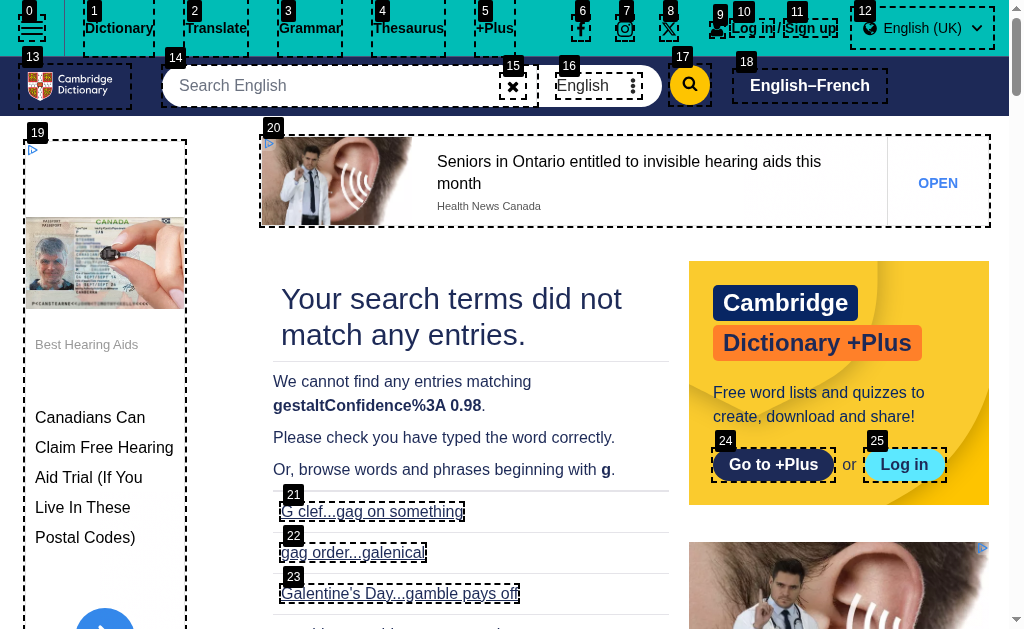 0 1 2 3 4 5 6 7 8 9 10 11 12
Dictionary Translate Grammar Thesaurus +Plus Log in / Sign up English (UK)
13 14 15 16 17 18
Cambridge
Dictionary
Search English
English
English–French
19 20
Seniors in Ontario entitled to invisible hearing aids this
month
Health News Canada
OPEN
CANADA
Best Hearing Aids
Canadians Can
Claim Free Hearing
Aid Trial (If You
Live In These
Postal Codes)
Your search terms did not
match any entries.
We cannot find any entries matching
gestaltConfidence%3A 0.98.
Please check you have typed the word correctly.
Or, browse words and phrases beginning with g.
21
G clef...gag on something
22
gag order...galenical
23
Galentine's Day...gamble pays off
Cambridge
Dictionary +Plus
Free word lists and quizzes to
create, download and share!
24 25
Go to +Plus or Log in